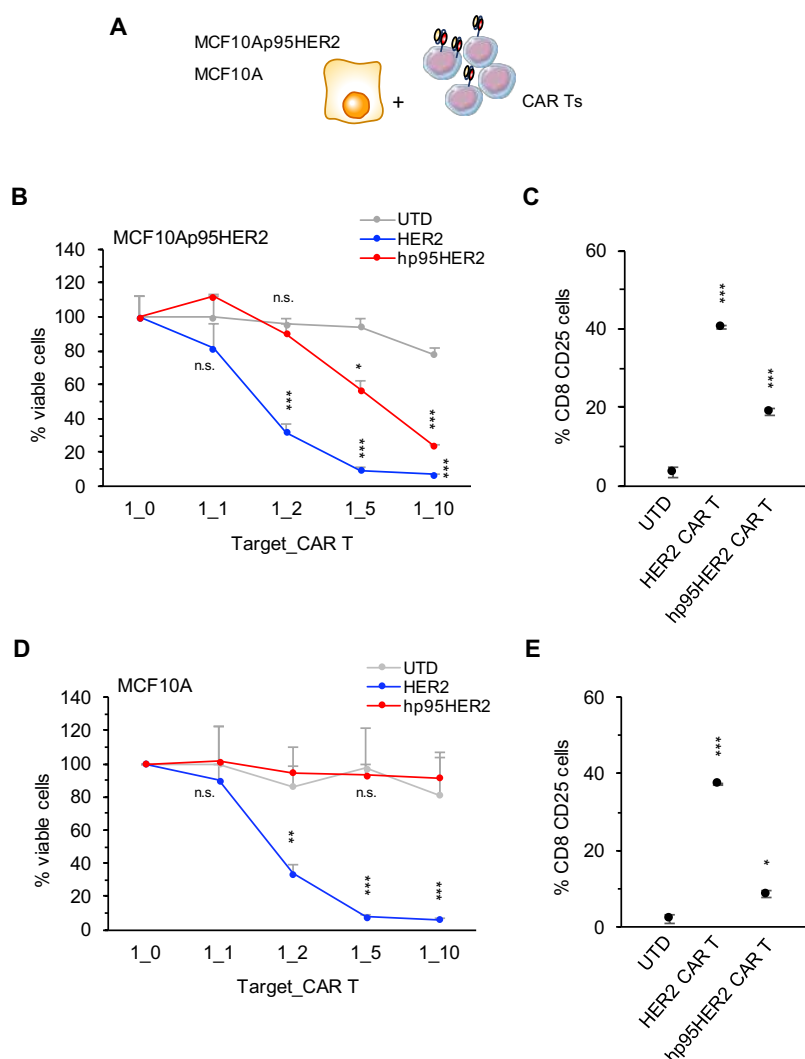 A
MCF10Ap95HER2
MCF10A
+
CAR Ts
B
MCF10Ap95HER2
UTD
HER2
hp95HER2
140
120
100
80
60
40
20
0
% viable cells
n.s.
n.s.
***
*
***
***
***
1_0
1_1
1_2
1_5
1_10
Target_CAR T
C
60
40
20
0
% CD8 CD25 cells
***
***
UTD
HER2 CAR T
hp95HER2 CAR T
D
MCF10A
UTD
HER2
hp95HER2
140
120
100
80
60
40
20
0
% viable cells
n.s.
n.s.
**
***
***
1_0
1_1
1_2
1_5
1_10
Target_CAR T
E
60
40
20
0
% CD8 CD25 cells
***
*
UTD
HER2 CAR T
hp95HER2 CAR T